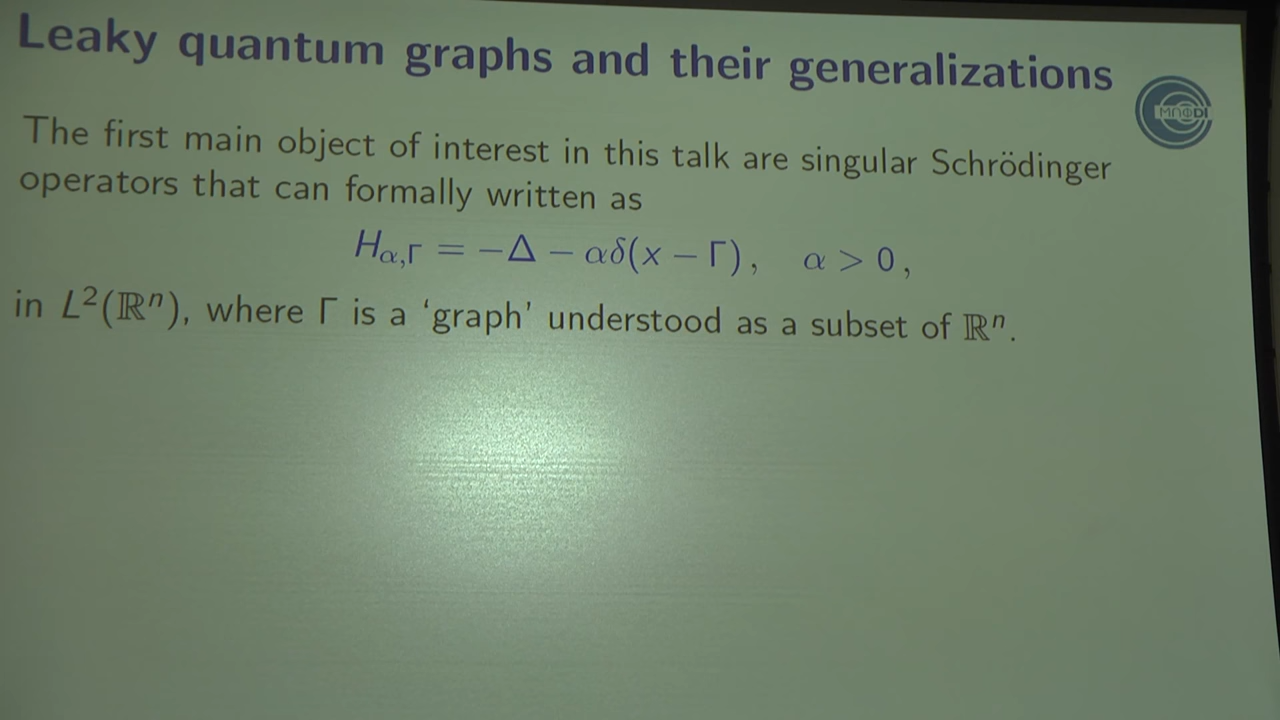 Leaky quantum graphs and their generalizations
The first main object of interest in this talk are singular Schrödinger
operators that can formally written as
H_{α,Γ} = −Δ − αδ(x − Γ),   α > 0,
in L²(ℝⁿ), where Γ is a ‘graph’ understood as a subset of ℝⁿ.